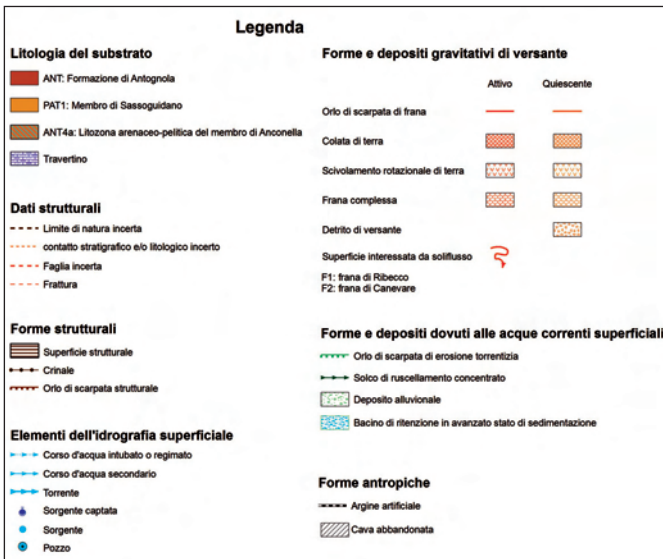 Legenda
Litologia del substrato
ANT: Formazione di Antognola
PAT1: Membro di Sassoguidano
ANT4a: Litozona arenaceo-pelitica del membro di Anconella
Travertino
Dati strutturali
Limite di natura incerta
contatto stratigrafico e/o litologico incerto
Faglia incerta
Frattura
Forme strutturali
Superficie strutturale
Crinale
Orlo di scarpata strutturale
Elementi dell'idrografia superficiale
Corso d'acqua intubato o regimato
Corso d'acqua secondario
Torrente
Sorgente captata
Sorgente
Pozzo
Forme e depositi gravitativi di versante
Attivo Quiescente
Orlo di scarpata di frana
Colata di terra
Scivolamento rotazionale di terra
Frana complessa
Detrito di versante
Superficie interessata da soliflusso
F1: frana di Ribecco
F2: frana di Canevare
Forme e depositi dovuti alle acque correnti superficiali
Orlo di scarpata di erosione torrentizia
Solco di ruscellamento concentrato
Deposito alluvionale
Bacino di ritenzione in avanzato stato di sedimentazione
Forme antropiche
Argine artificiale
Cava abbandonata